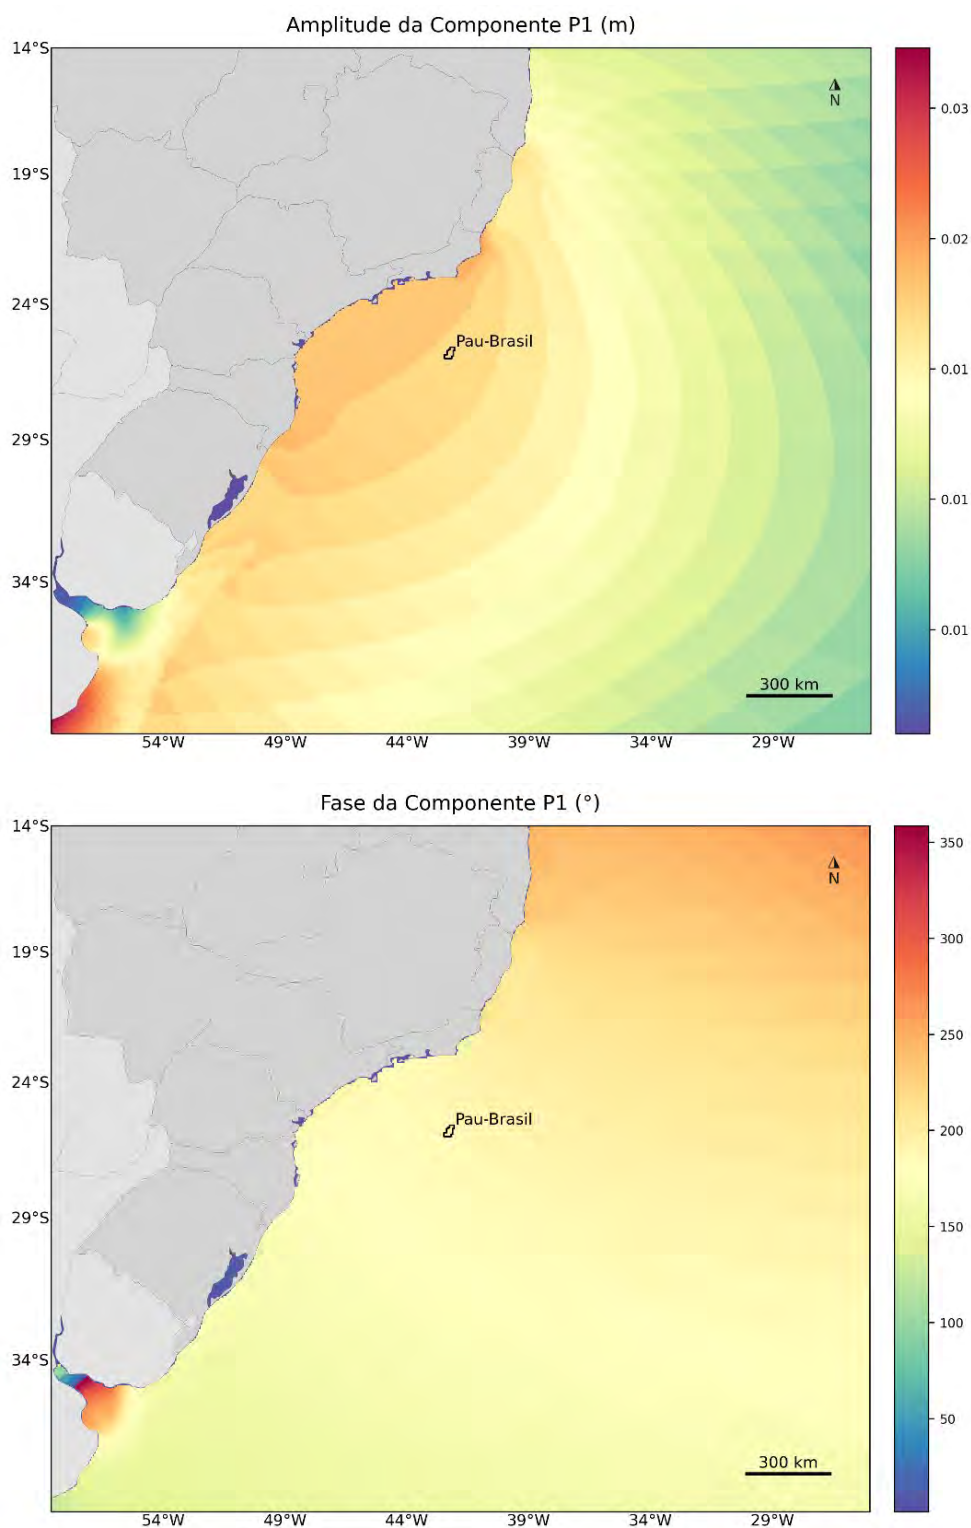 Amplitude da Componente P1 (m)
14°S
19°S
24°S
29°S
34°S
N
Pau-Brasil
300 km
54°W 49°W 44°W 39°W 34°W 29°W
0.03
0.02
0.01
0.01
0.01
Fase da Componente P1 (°)
14°S
19°S
24°S
29°S
34°S
N
Pau-Brasil
300 km
54°W 49°W 44°W 39°W 34°W 29°W
350
300
250
200
150
100
50